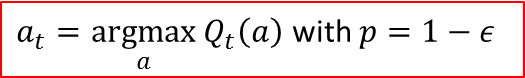 a_t = argmax_a Q_t(a) with p = 1 − ϵ